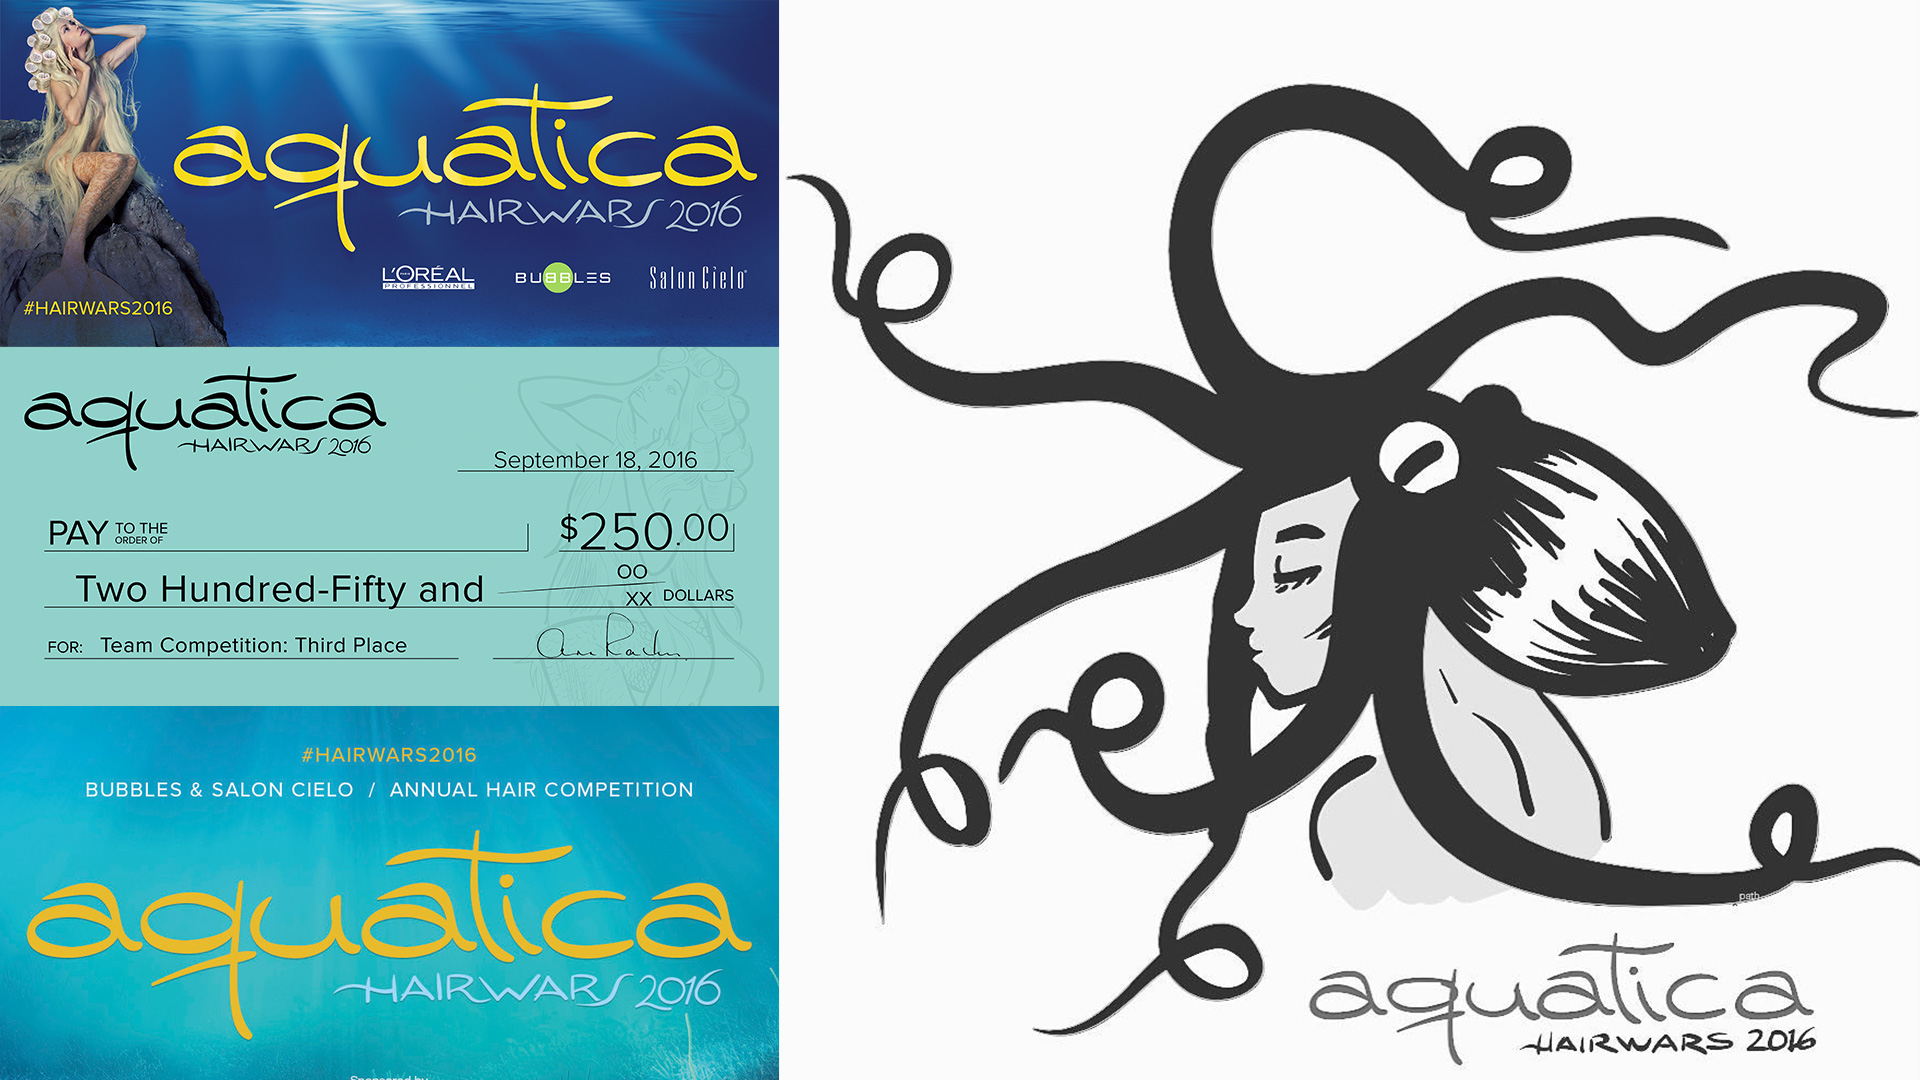 aquatica
HAIRWARS 2016
L'ORÉAL
PROFESSIONNEL
BUBBLES
Salon Cielo
#HAIRWARS2016
aquatica
HAIRWARS 2016
September 18, 2016
PAY TO THE ORDER OF
$250.00
Two Hundred-Fifty and 00
XX DOLLARS
FOR: Team Competition: Third Place
#HAIRWARS2016
BUBBLES & SALON CIELO / ANNUAL HAIR COMPETITION
aquatica
HAIRWARS 2016
path
aquatica
HAIRWARS 2016